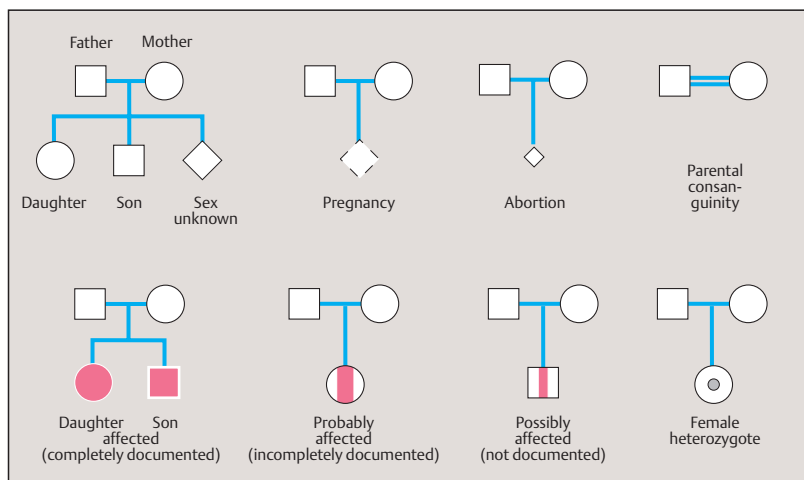 Father
Mother
Daughter
Son
Sex
unknown
Pregnancy
Abortion
Parental
consan-
guinity
Daughter Son
affected
(completely documented)
Probably
affected
(incompletely documented)
Possibly
affected
(not documented)
Female
heterozygote